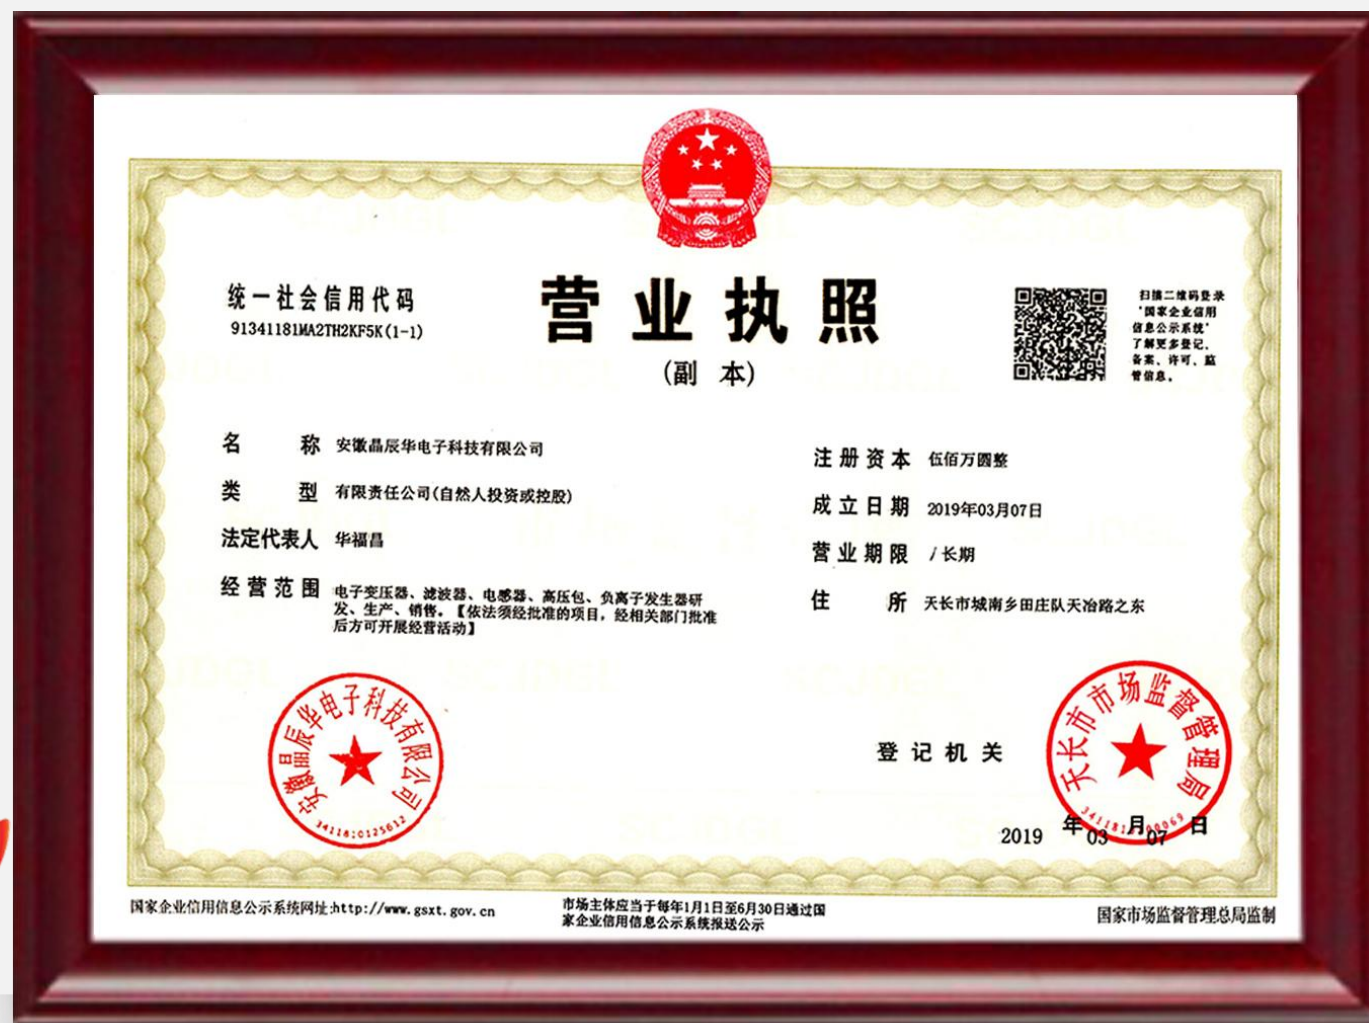 统一社会信用代码
91341181MA2TH2KF5K(1-1)
营业执照
(副 本)
扫描二维码登录
"国家企业信用
信息公示系统"
了解更多登记、
备案、许可、监
管信息。
名 称 安徽晶辰华电子科技有限公司
类 型 有限责任公司(自然人投资或控股)
法定代表人 华福昌
经营范围 电子变压器、滤波器、电感器、高压包、负离子发生器研
发、生产、销售。【依法须经批准的项目，经相关部门批准
后方可开展经营活动】
注册资本 伍佰万圆整
成立日期 2019年03月07日
营业期限 / 长期
住 所 天长市城南乡田庄队天冶路之东
安徽晶辰华电子科技有限公司
3411810125612
登记机关
天长市市场监督管理局
2019 年 03 月 07 日
国家企业信用信息公示系统网址:http://www.gsxt.gov.cn
市场主体应当于每年1月1日至6月30日通过国
家企业信用信息公示系统报送公示
国家市场监督管理总局监制